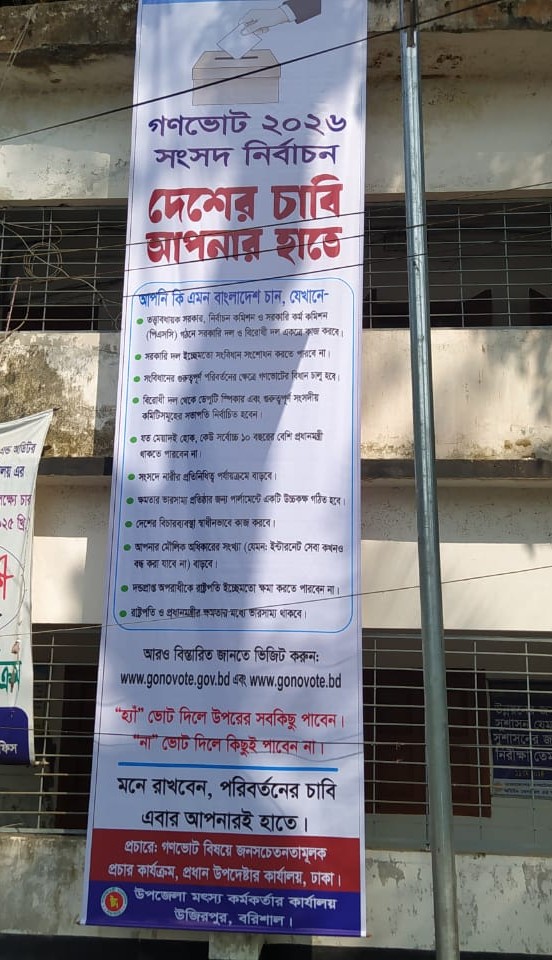 গণভোট ২০২৬
সংসদ নির্বাচন
দেশের চাবি
আপনার হাতে
আপনি কি এমন বাংলাদেশ চান, যেখানে-
তত্ত্বাবধায়ক সরকার, নির্বাচন কমিশন ও সরকারি কর্ম কমিশন
(পিএসসি) গঠনে সরকারি দল ও বিরোধী দল একত্রে কাজ করবে।
সরকারি দল ইচ্ছেমতো সংবিধান সংশোধন করতে পারবে না।
সংবিধানের গুরুত্বপূর্ণ পরিবর্তনের ক্ষেত্রে গণভোটের বিধান চালু হবে।
বিরোধী দল থেকে ডেপুটি স্পিকার এবং গুরুত্বপূর্ণ সংসদীয়
কমিটিসমূহের সভাপতি নির্বাচিত হবেন।
যত মেয়াদই হোক, কেউ সর্বোচ্চ ১০ বছরের বেশি প্রধানমন্ত্রী
থাকতে পারবেন না।
সংসদে নারীর প্রতিনিধিত্ব পর্যায়ক্রমে বাড়বে।
ক্ষমতার ভারসাম্য প্রতিষ্ঠার জন্য পার্লামেন্টে একটি উচ্চকক্ষ গঠিত হবে।
দেশের বিচারব্যবস্থা স্বাধীনভাবে কাজ করবে।
আপনার মৌলিক অধিকারের সংখ্যা (যেমন: ইন্টারনেট সেবা কখনও
বন্ধ করা যাবে না) বাড়বে।
দন্ডপ্রাপ্ত অপরাধীকে রাষ্ট্রপতি ইচ্ছেমতো ক্ষমা করতে পারবেন না।
রাষ্ট্রপতি ও প্রধানমন্ত্রীর ক্ষমতার মধ্যে ভারসাম্য থাকবে।
আরও বিস্তারিত জানতে ভিজিট করুন:
www.gonovote.gov.bd এবং www.gonovote.bd
“হ্যাঁ” ভোট দিলে উপরের সবকিছু পাবেন।
“না” ভোট দিলে কিছুই পাবেন না।
মনে রাখবেন, পরিবর্তনের চাবি
এবার আপনারই হাতে।
প্রচারে: গণভোট বিষয়ে জনসচেতনতামূলক
প্রচার কার্যক্রম, প্রধান উপদেষ্টার কার্যালয়, ঢাকা।
উপজেলা মৎস্য কর্মকর্তার কার্যালয়
উজিরপুর, বরিশাল।